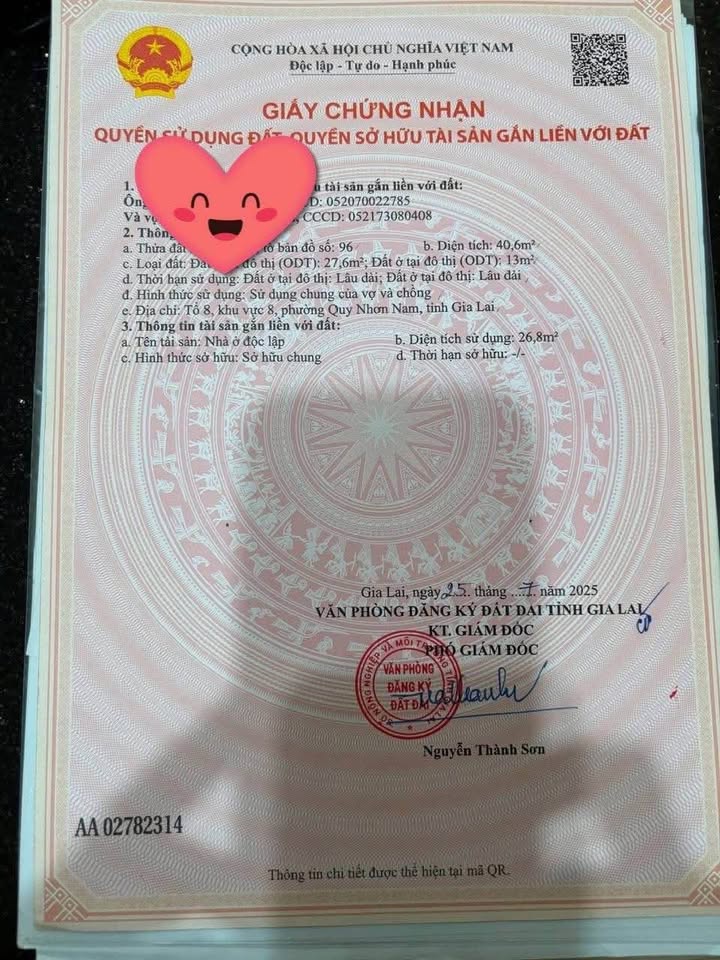 CỘNG HÒA XÃ HỘI CHỦ NGHĨA VIỆT NAM
Độc lập - Tự do - Hạnh phúc
GIẤY CHỨNG NHẬN
QUYỀN SỬ DỤNG ĐẤT, QUYỀN SỞ HỮU TÀI SẢN GẮN LIỀN VỚI ĐẤT
1. tài sản gắn liền với đất:
Ông D: 052070022785
Và vợ , CCCD: 052173080408
2. Thông
a. Thửa đất tờ bản đồ số: 96 b. Diện tích: 40,6m²
c. Loại đất: đô thị (ODT): 27,6m²; Đất ở tại đô thị (ODT): 13m²
d. Thời hạn sử dụng: Đất ở tại đô thị: Lâu dài; Đất ở tại đô thị: Lâu dài
đ. Hình thức sử dụng: Sử dụng chung của vợ và chồng
e. Địa chỉ: Tổ 8, khu vực 8, phường Quy Nhơn Nam, tỉnh Gia Lai
3. Thông tin tài sản gắn liền với đất:
a. Tên tài sản: Nhà ở độc lập b. Diện tích sử dụng: 26,8m²
c. Hình thức sở hữu: Sở hữu chung d. Thời hạn sở hữu: -/-
Gia Lai, ngày 25 tháng 7 năm 2025
VĂN PHÒNG ĐĂNG KÝ ĐẤT ĐAI TỈNH GIA LAI
KT. GIÁM ĐỐC
PHÓ GIÁM ĐỐC
VĂN PHÒNG
ĐĂNG KÝ
ĐẤT ĐAI
Nguyễn Thành Sơn
AA 02782314
Thông tin chi tiết được thể hiện tại mã QR.